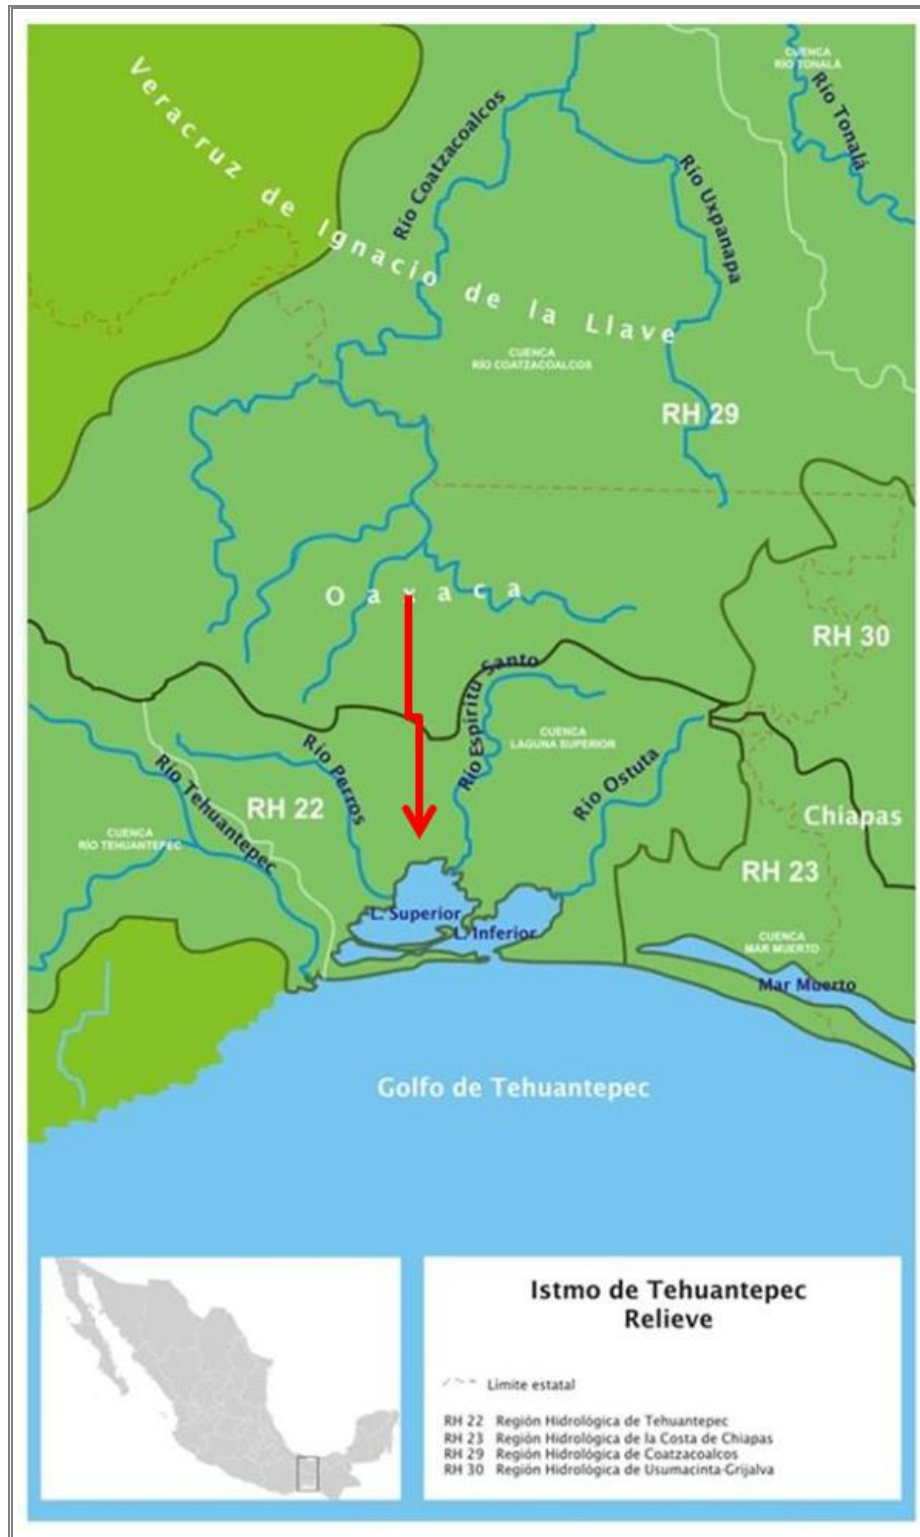 CUENCA
RÍO TONALÁ
Río Tonalá
Veracruz de Ignacio de la Llave
Río Coatzacoalcos
Río Uxpanapa
CUENCA
RÍO COATZACOALCOS
RH 29
Oaxaca
RH 30
Río Espíritu Santo
CUENCA
LAGUNA SUPERIOR
Río Perros
Río Ostuta
Río Tehuantepec
RH 22
Chiapas
CUENCA
RÍO TEHUANTEPEC
RH 23
L. Superior
L. Inferior
CUENCA
MAR MUERTO
Mar Muerto
Golfo de Tehuantepec
Istmo de Tehuantepec
Relieve
Límite estatal
RH 22 Región Hidrológica de Tehuantepec
RH 23 Región Hidrológica de la Costa de Chiapas
RH 29 Región Hidrológica de Coatzacoalcos
RH 30 Región Hidrológica de Usumacinta-Grijalva